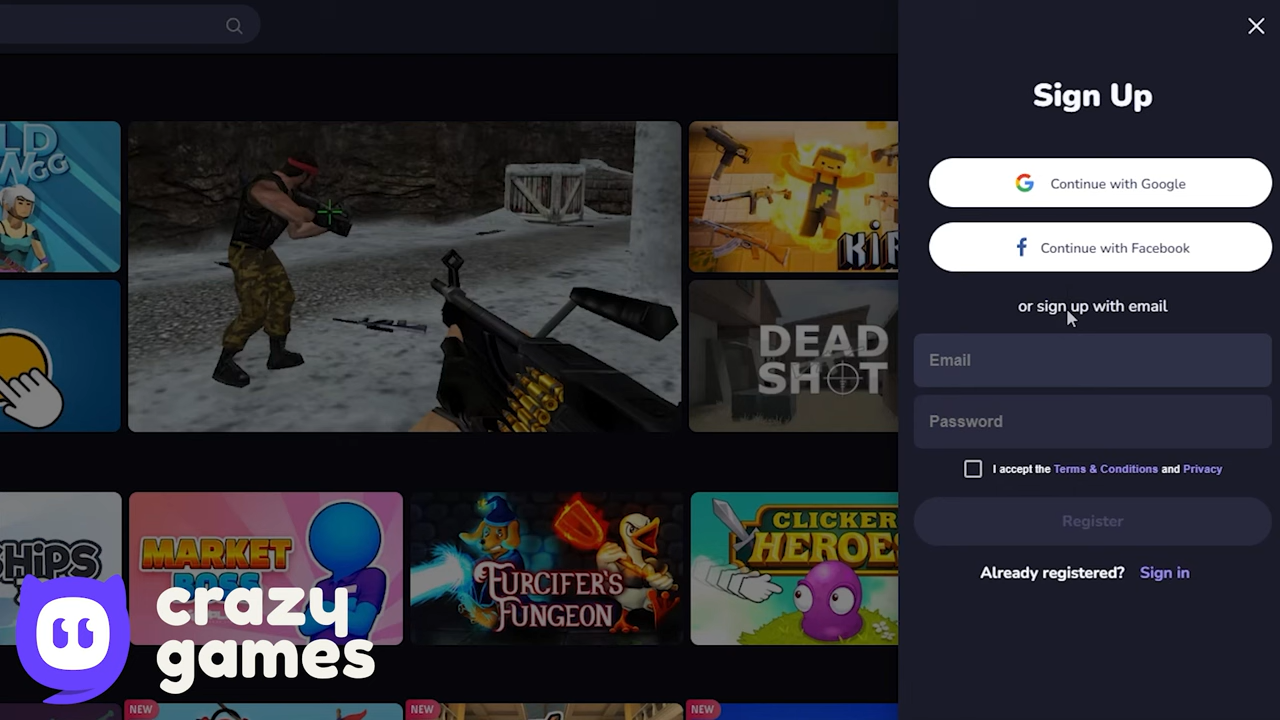 Sign Up
Continue with Google
Continue with Facebook
or sign up with email
Email
Password
I accept the Terms & Conditions and Privacy
Register
Already registered? Sign in
DEAD
SHOT
MARKET
BOSS
FURCIFER'S
FUNGEON
CLICKER
HEROES
crazy
games
NEW
NEW
NEW